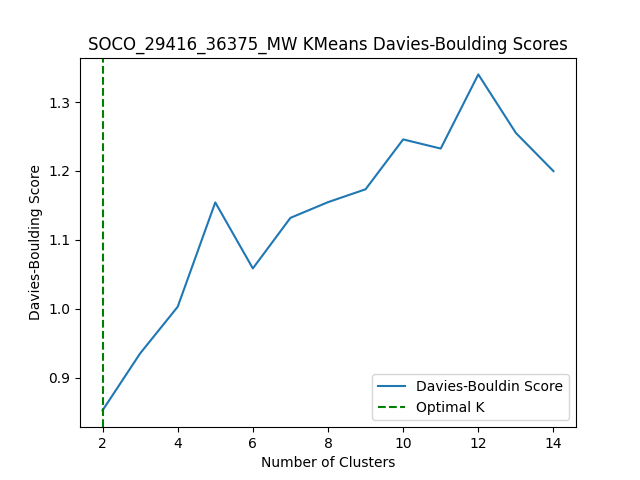 SOCO_29416_36375_MW KMeans Davies-Boulding Scores
Davies-Boulding Score
1.3
1.2
1.1
1.0
0.9
Davies-Bouldin Score
Optimal K
2 4 6 8 10 12 14
Number of Clusters